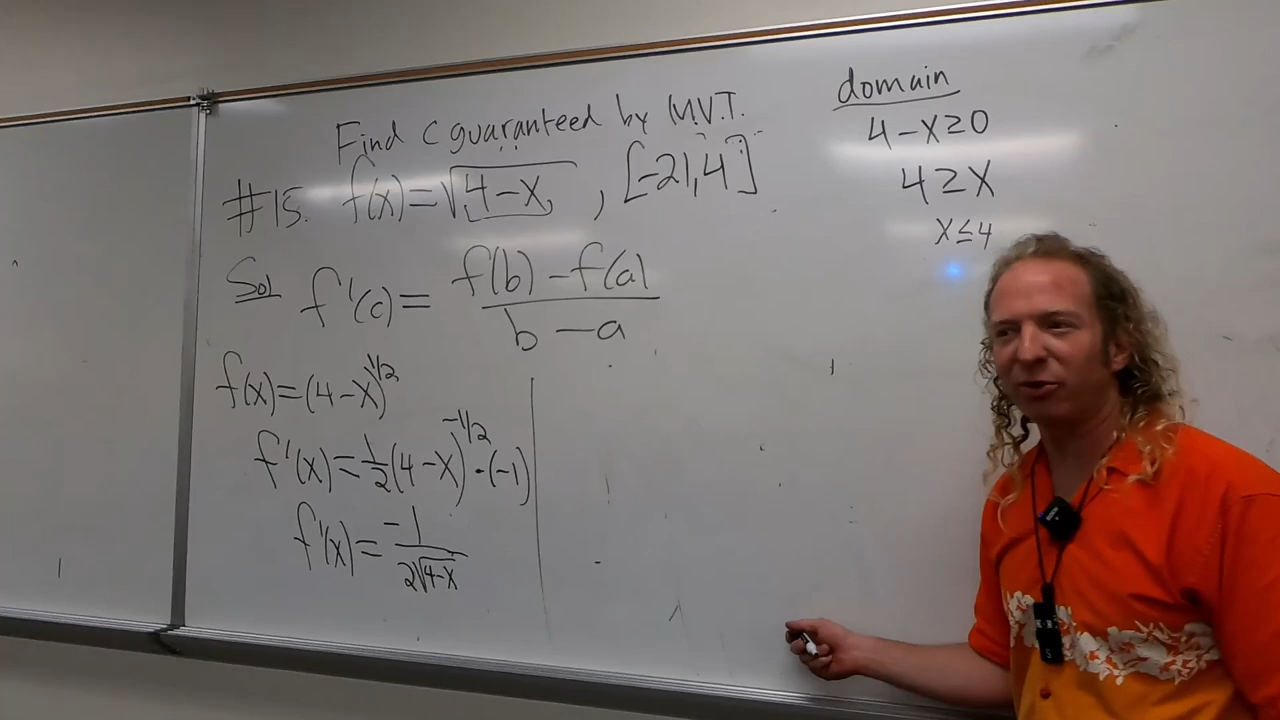 Find C guaranteed by M.V.T.
#15. f(x)=√4-x , [-21,4]
Sol f'(c)= f(b)-f(a) / b-a
f(x)=(4-x)^1/2
f'(x)=1/2(4-x)^-1/2 · (-1)
f'(x)= -1 / 2√4-x
domain
4-x≥0
4≥x
x≤4